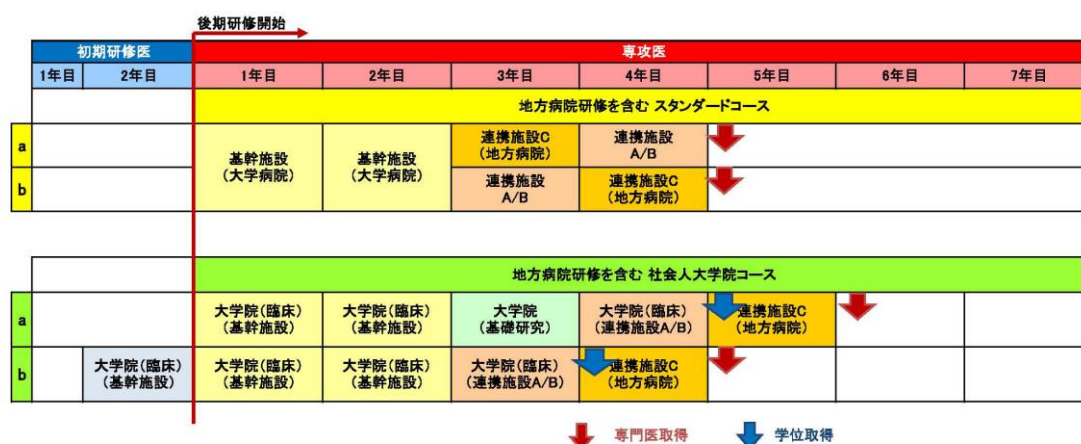 後期研修開始
初期研修医 専攻医
1年目 2年目 1年目 2年目 3年目 4年目 5年目 6年目 7年目
地方病院研修を含む スタンダードコース
a
基幹施設
(大学病院)
基幹施設
(大学病院)
連携施設C
(地方病院)
連携施設
A/B
b
連携施設
A/B
連携施設C
(地方病院)
地方病院研修を含む 社会人大学院コース
a
大学院(臨床)
(基幹施設)
大学院(臨床)
(基幹施設)
大学院
(基礎研究)
大学院(臨床)
(連携施設A/B)
連携施設C
(地方病院)
b
大学院(臨床)
(基幹施設)
大学院(臨床)
(基幹施設)
大学院(臨床)
(基幹施設)
大学院(臨床)
(連携施設A/B)
連携施設C
(地方病院)
専門医取得 学位取得